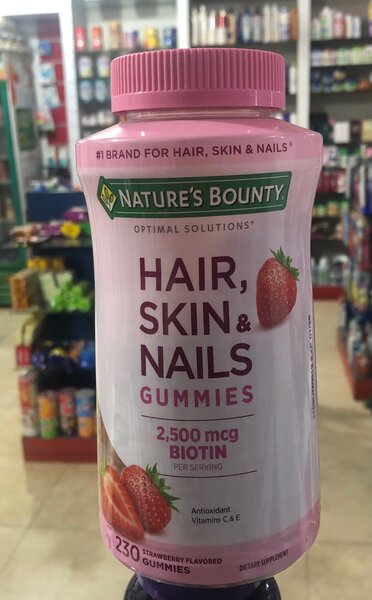 #1 BRAND FOR HAIR, SKIN & NAILS
NATURE'S BOUNTY
OPTIMAL SOLUTIONS®
HAIR,
SKIN &
NAILS
GUMMIES
2,500 mcg
BIOTIN
PER SERVING
Antioxidant
Vitamins C & E
230 STRAWBERRY FLAVORED
GUMMIES
DIETARY SUPPLEMENT